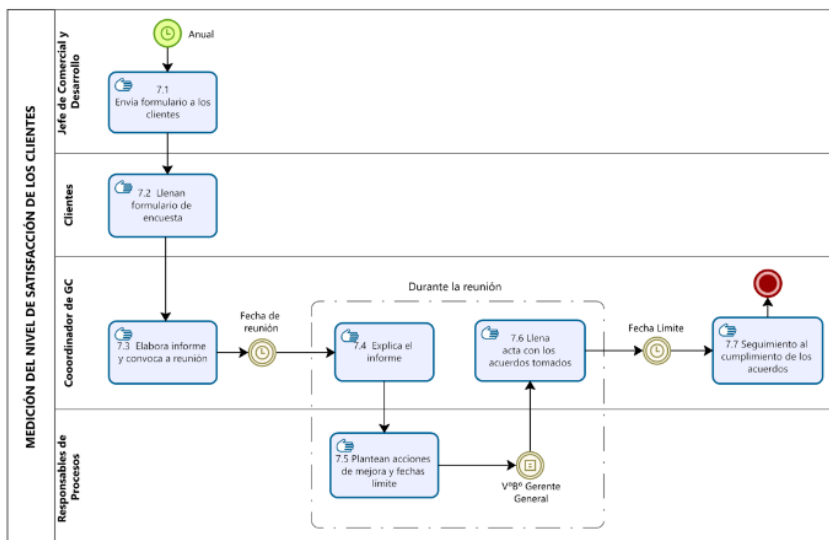 MEDICIÓN DEL NIVEL DE SATISFACCIÓN DE LOS CLIENTES
Jefe de Comercial y
Desarrollo
Anual
7.1
Envía formulario a los
clientes
Clientes
7.2 Llenan
formulario de
encuesta
Cooordinador de GC
7.3 Elabora informe
y convoca a reunión
Fecha de
reunión
Durante la reunión
7.4 Explica el
informe
7.6 Llena
acta con los
acuerdos tomados
Fecha Límite
7.7 Seguimiento al
cumplimiento de los
acuerdos
Responsables de
Procesos
7.5 Plantean acciones
de mejora y fechas
límite
VºBº Gerente
General